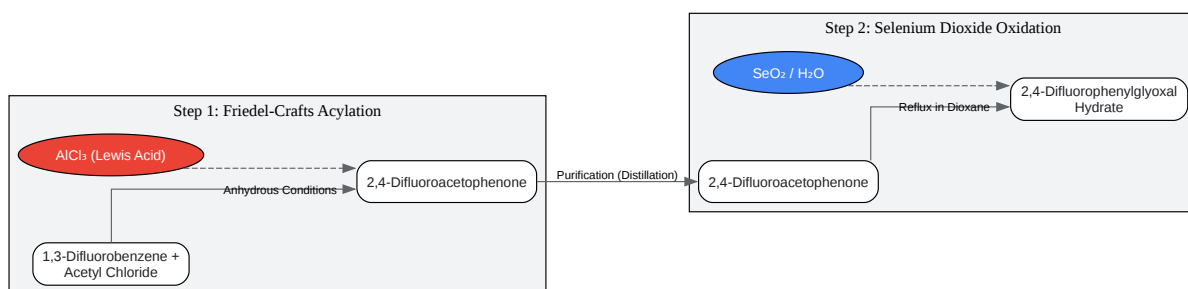 Step 1: Friedel-Crafts Acylation
AlCl₃ (Lewis Acid)
Anhydrous Conditions
1,3-Difluorobenzene +
Acetyl Chloride
2,4-Difluoroacetophenone
Purification (Distillation)
Step 2: Selenium Dioxide Oxidation
SeO₂ / H₂O
2,4-Difluoroacetophenone
Reflux in Dioxane
2,4-Difluorophenylglyoxal
Hydrate